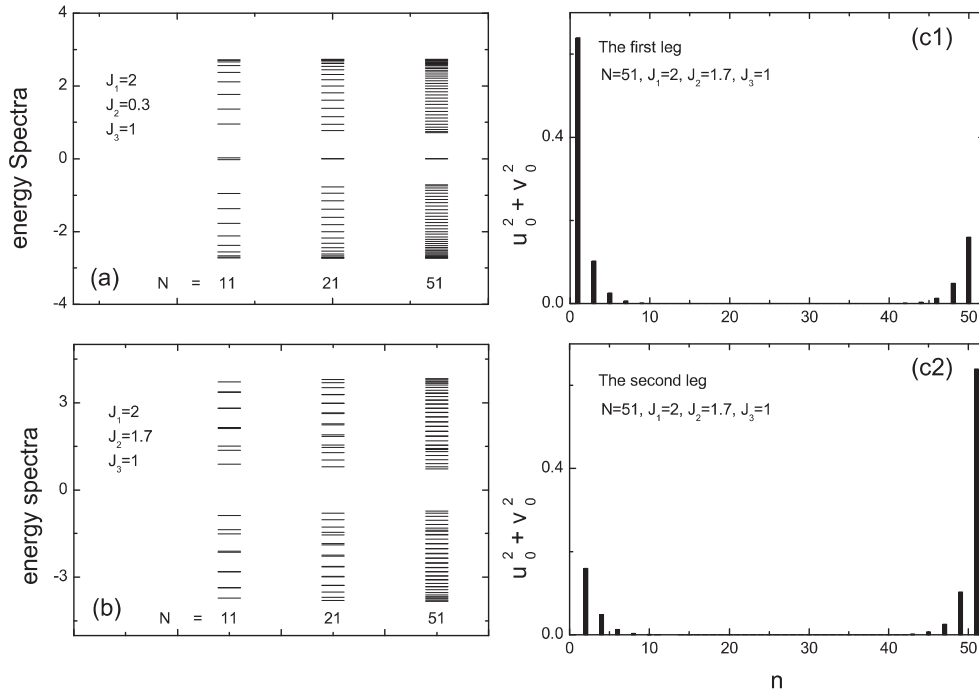 energy Spectra
4
2
0
-2
-4
J₁=2
J₂=0.3
J₃=1
(a)
N = 11 21 51
energy spectra
3
0
-3
J₁=2
J₂=1.7
J₃=1
(b)
N = 11 21 51
(c1)
The first leg
N=51, J₁=2, J₂=1.7, J₃=1
u₀² + v₀²
0.4
0.0
0 10 20 30 40 50
(c2)
The second leg
N=51, J₁=2, J₂=1.7, J₃=1
u₀² + v₀²
0.4
0.0
0 10 20 30 40 50
n